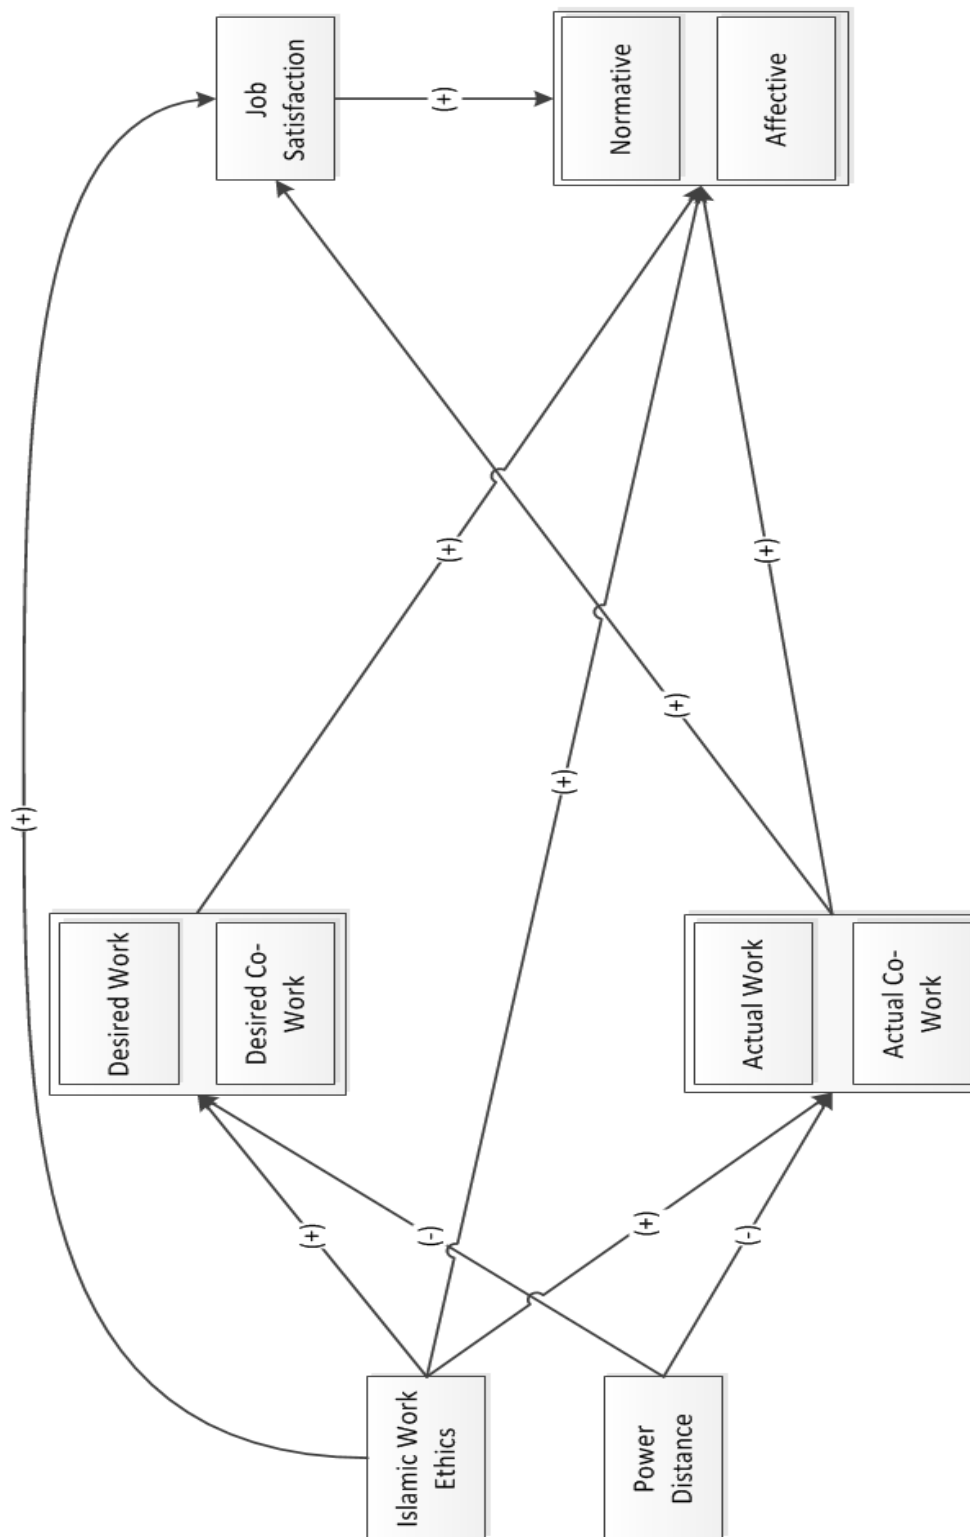 (+)
Job
Satisfaction
(+)
Normative
Affective
Desired Work
Desired Co-
Work
(+)
(+)
(+)
(+)
Actual Work
Actual Co-
Work
(+)
(-)
(+)
(-)
Islamic Work
Ethics
Power
Distance